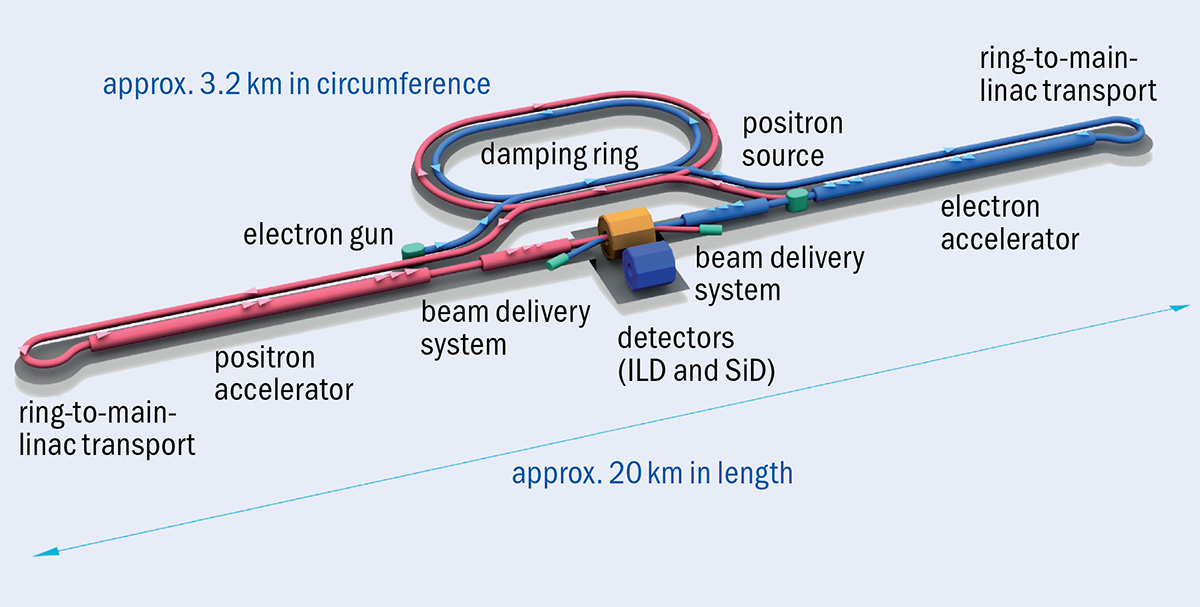 ring-to-main-
linac transport
approx. 3.2 km in circumference
positron
source
damping ring
electron gun
electron
accelerator
beam delivery
system
beam delivery
system
detectors
(ILD and SiD)
positron
accelerator
ring-to-main-
linac transport
approx. 20 km in length